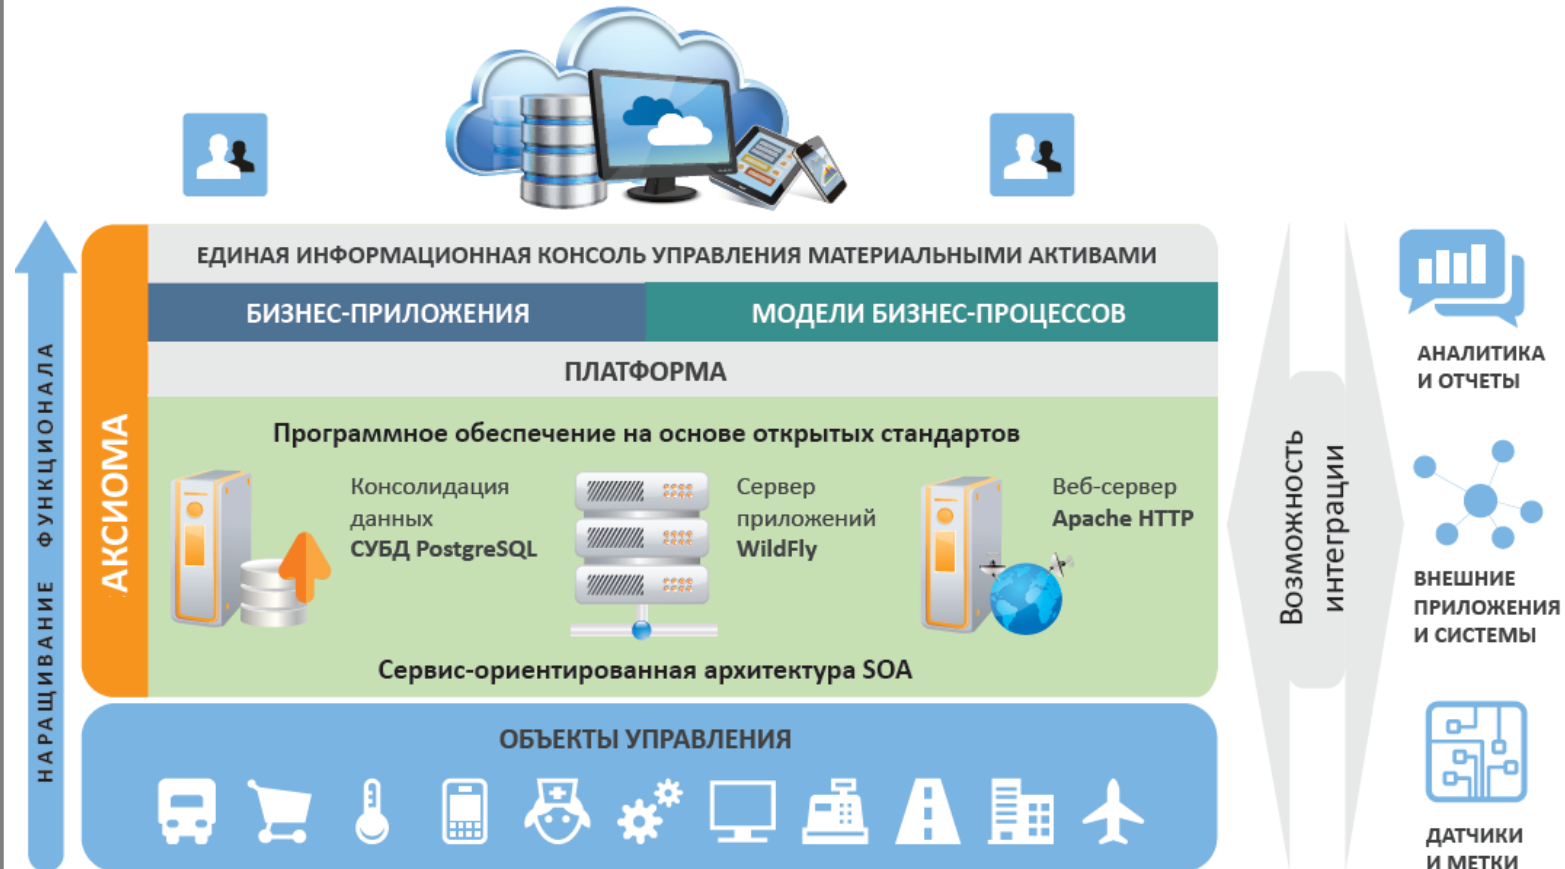 ЕДИНАЯ ИНФОРМАЦИОННАЯ КОНСОЛЬ УПРАВЛЕНИЯ МАТЕРИАЛЬНЫМИ АКТИВАМИ
БИЗНЕС-ПРИЛОЖЕНИЯ
МОДЕЛИ БИЗНЕС-ПРОЦЕССОВ
ПЛАТФОРМА
НАРАЩИВАНИЕ ФУНКЦИОНАЛА
АКСИОМА
Программное обеспечение на основе открытых стандартов
Консолидация
данных
СУБД PostgreSQL
Сервер
приложений
WildFly
Веб-сервер
Apache HTTP
Сервис-ориентированная архитектура SOA
ОБЪЕКТЫ УПРАВЛЕНИЯ
Возможность
интеграции
АНАЛИТИКА
И ОТЧЕТЫ
ВНЕШНИЕ
ПРИЛОЖЕНИЯ
И СИСТЕМЫ
ДАТЧИКИ
И МЕТКИ